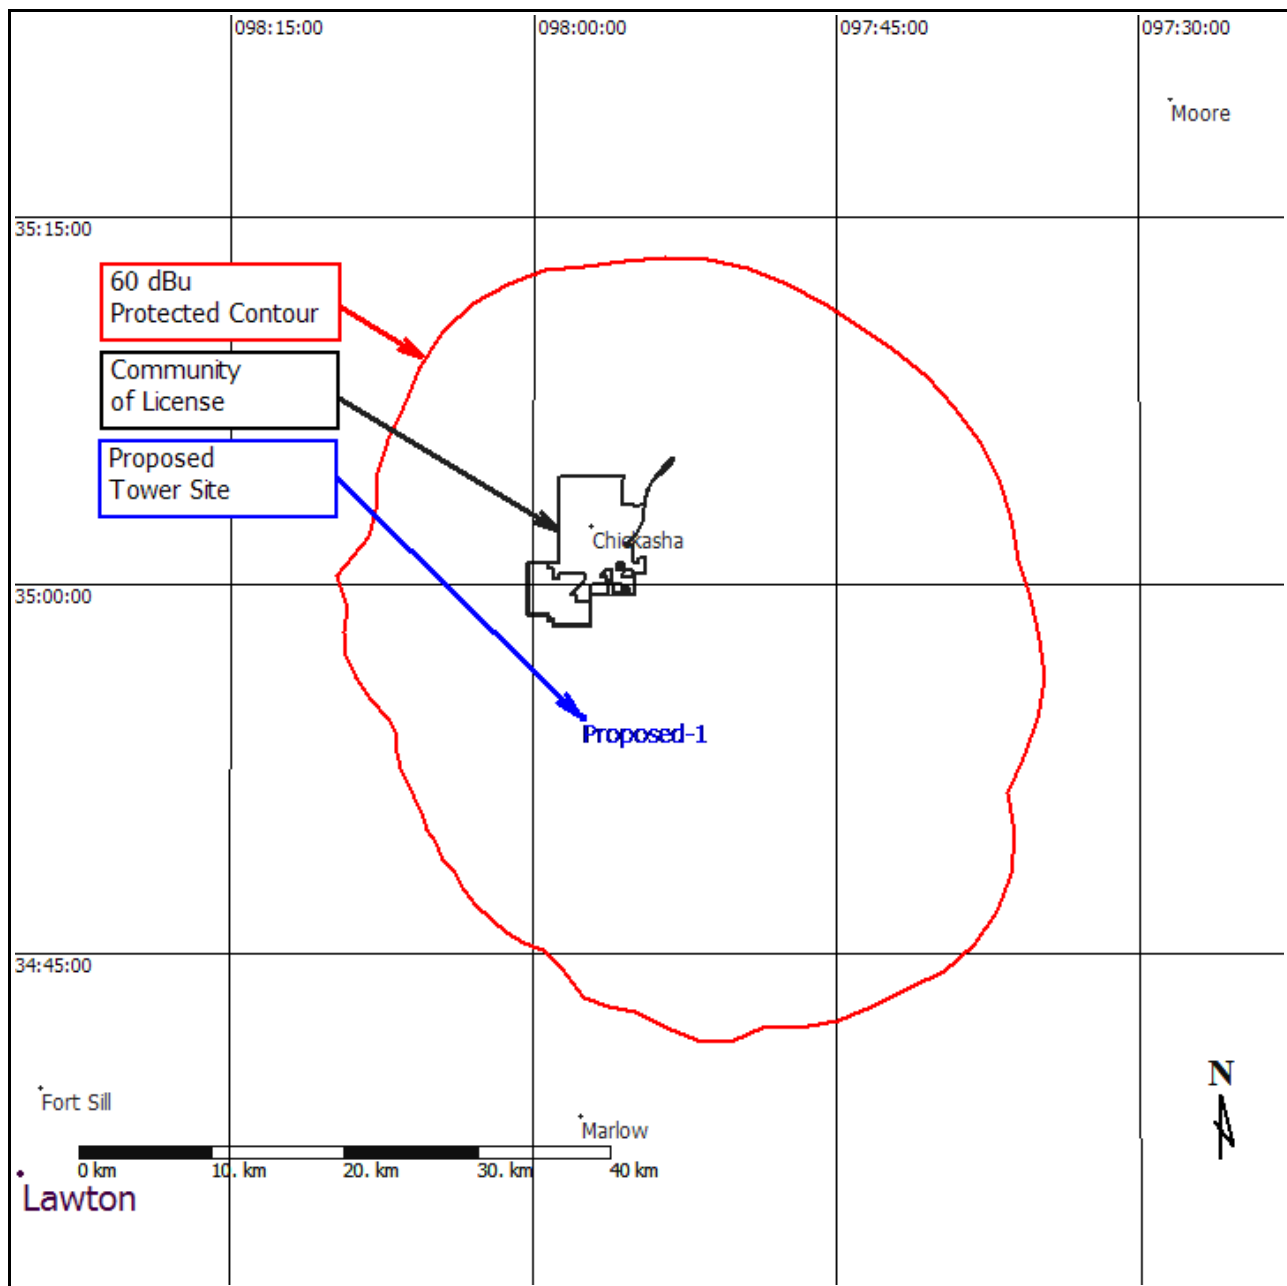 098:15:00
098:00:00
097:45:00
097:30:00
Moore
35:15:00
60 dBu
Protected Contour
Community
of License
Proposed
Tower Site
Chickasha
35:00:00
Proposed-1
34:45:00
N
Fort Sill
Marlow
0 km
10. km
20. km
30. km
40 km
Lawton